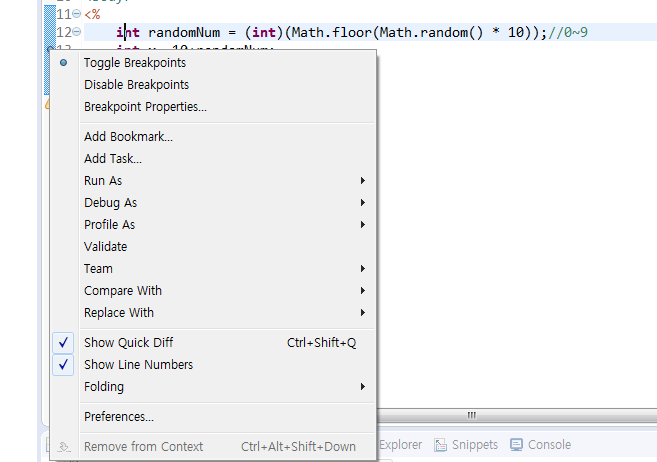 11 <%
12 int randomNum = (int)(Math.floor(Math.random() * 10));//0~9
Toggle Breakpoints
Disable Breakpoints
Breakpoint Properties...
Add Bookmark...
Add Task...
Run As
Debug As
Profile As
Validate
Team
Compare With
Replace With
Show Quick Diff Ctrl+Shift+Q
Show Line Numbers
Folding
Preferences...
Remove from Context Ctrl+Alt+Shift+Down
Explorer Snippets Console